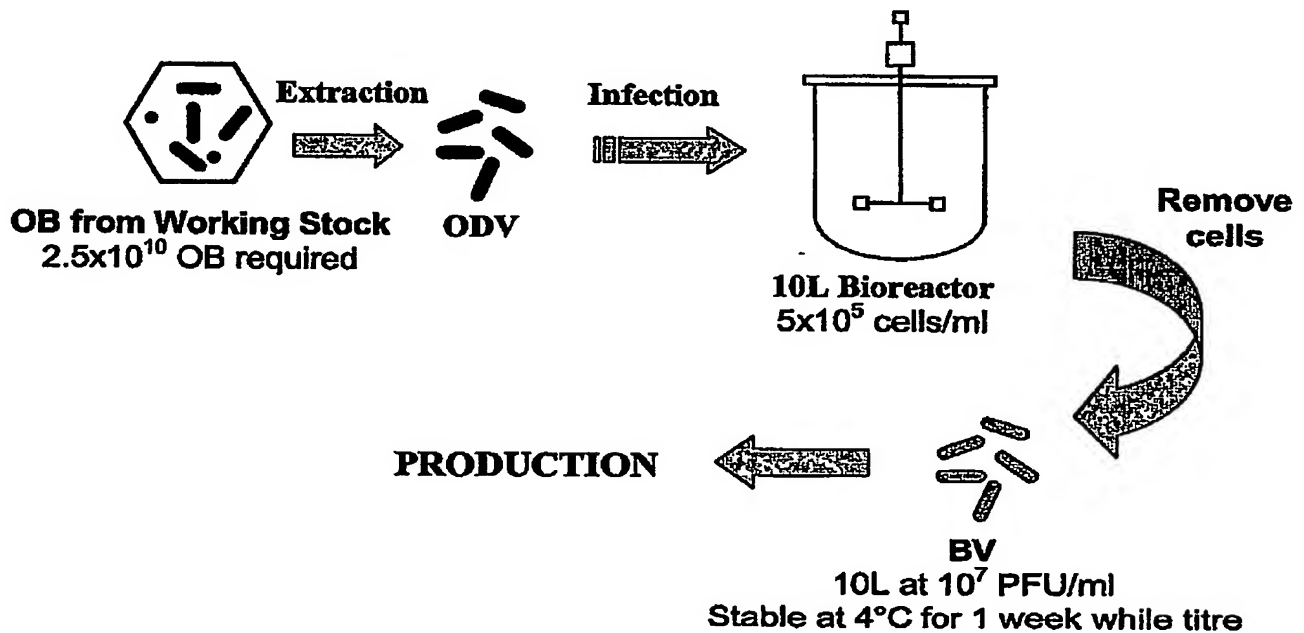 Extraction
Infection
OB from Working Stock
2.5x10¹⁰ OB required
ODV
10L Bioreactor
5x10⁵ cells/ml
Remove
cells
PRODUCTION
BV
10L at 10⁷ PFU/ml
Stable at 4°C for 1 week while titre